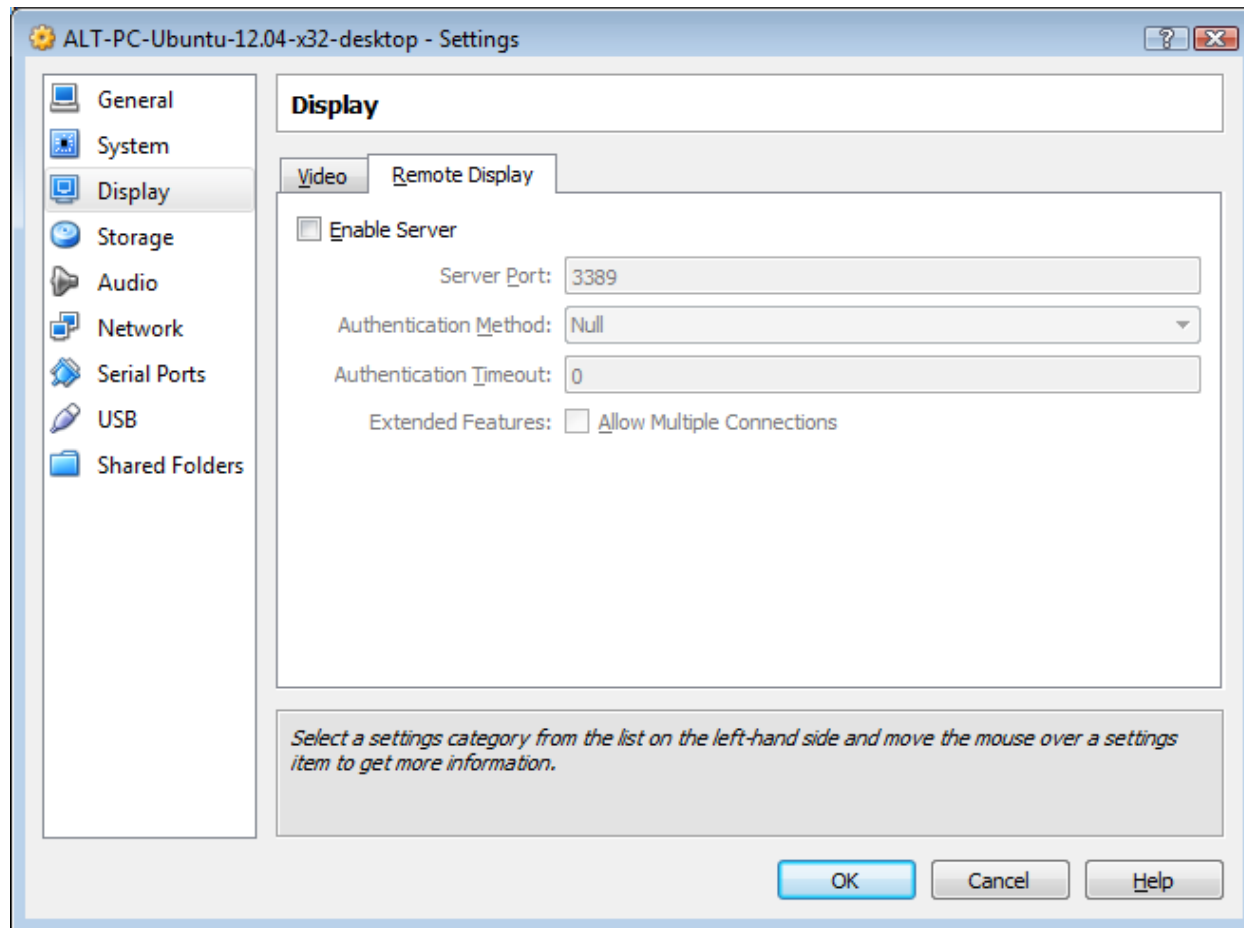 ALT-PC-Ubuntu-12.04-x32-desktop - Settings
General
System
Display
Storage
Audio
Network
Serial Ports
USB
Shared Folders
Display
Video
Remote Display
Enable Server
Server Port: 3389
Authentication Method: Null
Authentication Timeout: 0
Extended Features: Allow Multiple Connections
Select a settings category from the list on the left-hand side and move the mouse over a settings
item to get more information.
OK Cancel Help